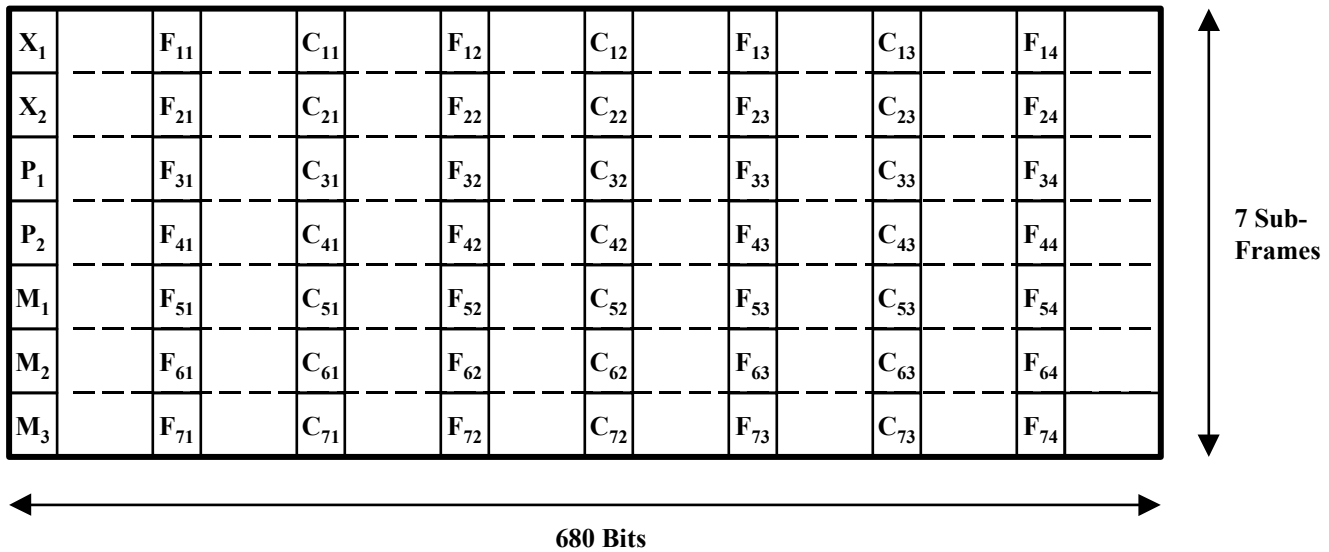 X₁ F₁₁ C₁₁ F₁₂ C₁₂ F₁₃ C₁₃ F₁₄
X₂ F₂₁ C₂₁ F₂₂ C₂₂ F₂₃ C₂₃ F₂₄
P₁ F₃₁ C₃₁ F₃₂ C₃₂ F₃₃ C₃₃ F₃₄
P₂ F₄₁ C₄₁ F₄₂ C₄₂ F₄₃ C₄₃ F₄₄
M₁ F₅₁ C₅₁ F₅₂ C₅₂ F₅₃ C₅₃ F₅₄
M₂ F₆₁ C₆₁ F₆₂ C₆₂ F₆₃ C₆₃ F₆₄
M₃ F₇₁ C₇₁ F₇₂ C₇₂ F₇₃ C₇₃ F₇₄
7 Sub-
Frames
680 Bits